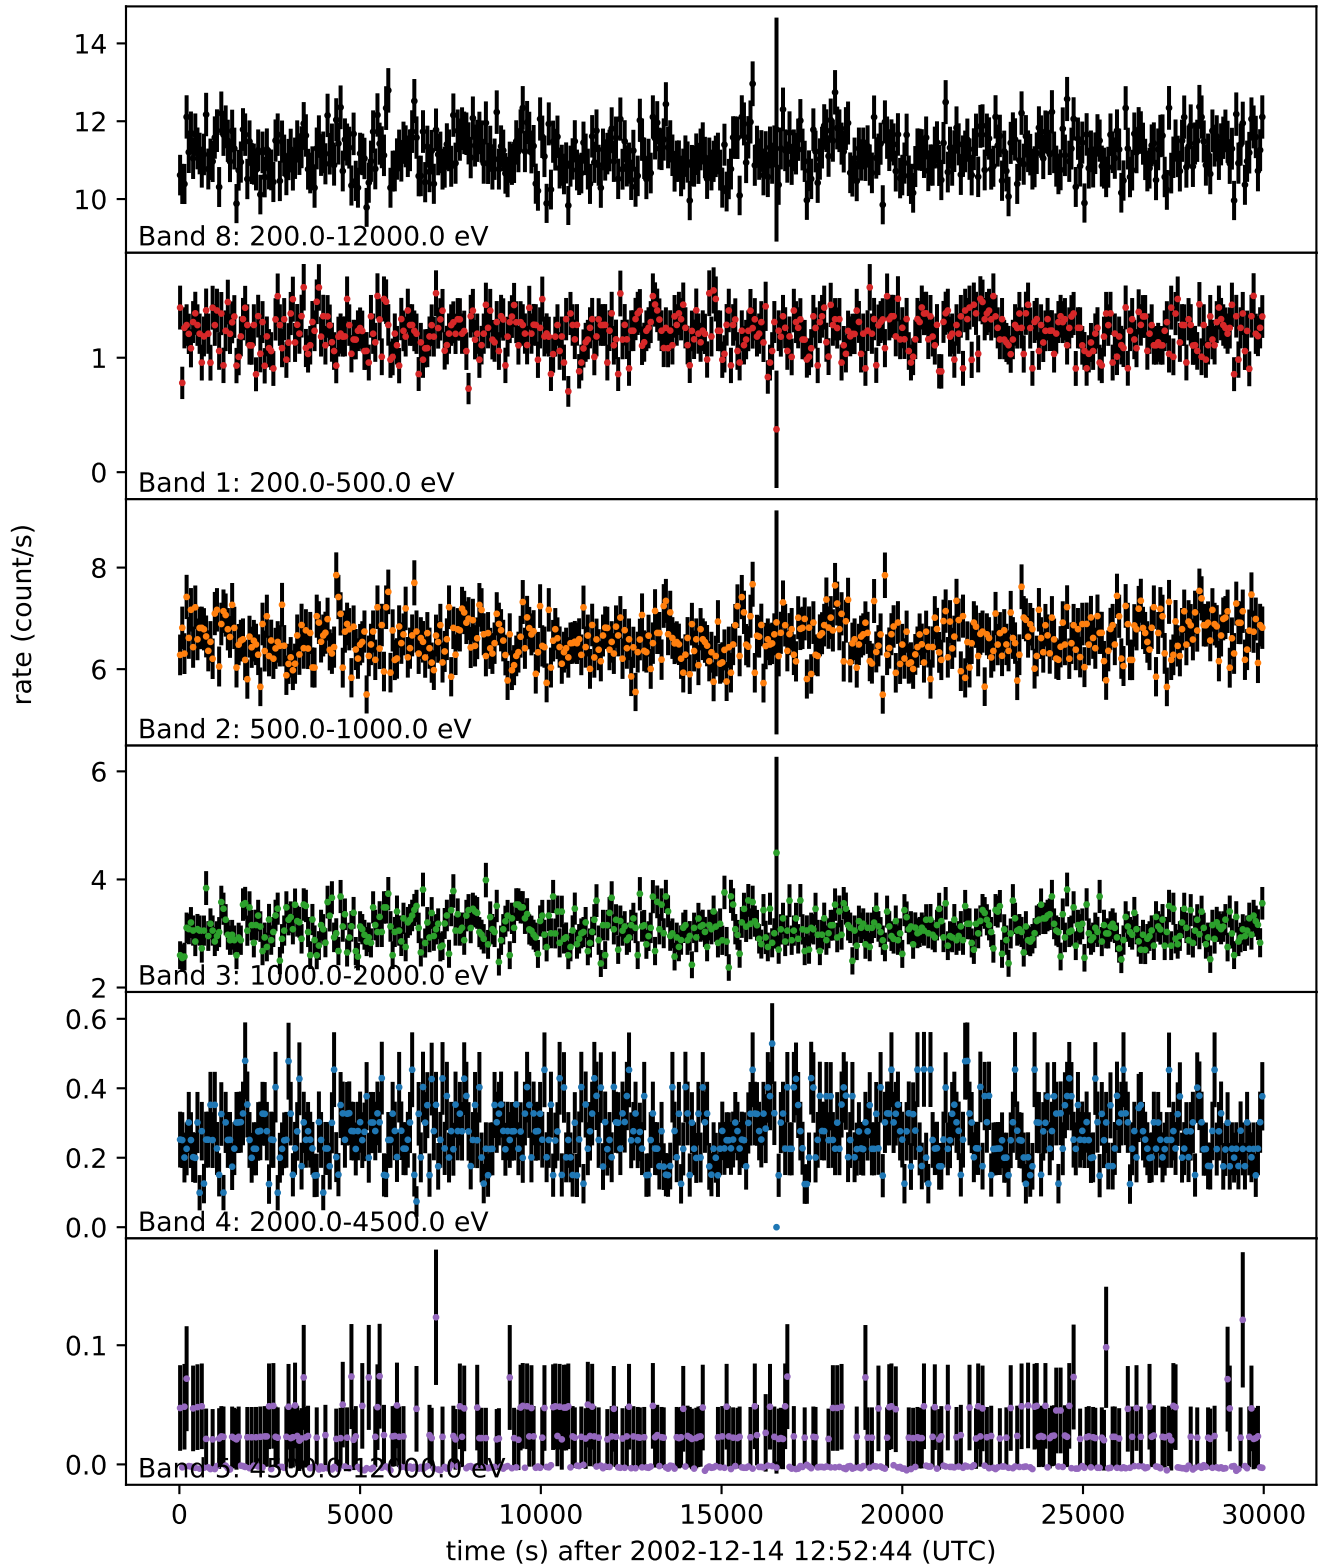 14
12
10
Band 8: 200.0-12000.0 eV
1
0
Band 1: 200.0-500.0 eV
rate (count/s)
8
6
Band 2: 500.0-1000.0 eV
6
4
2
Band 3: 1000.0-2000.0 eV
0.6
0.4
0.2
0.0
Band 4: 2000.0-4500.0 eV
0.1
0.0
Band 5: 4500.0-12000.0 eV
0 5000 10000 15000 20000 25000 30000
time (s) after 2002-12-14 12:52:44 (UTC)